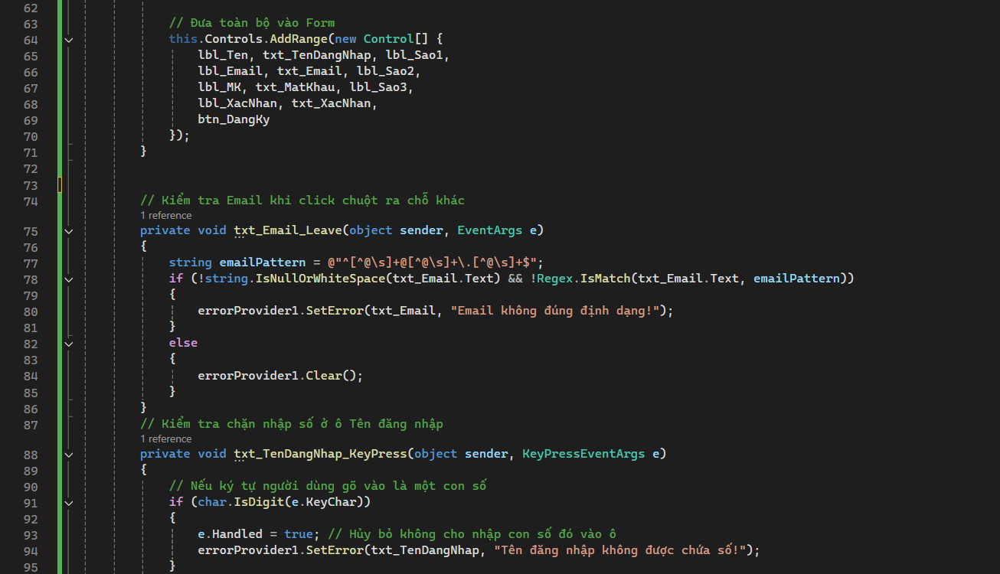 62
63 // Đưa toàn bộ vào Form
64 this.Controls.AddRange(new Control[] {
65 lbl_Ten, txt_TenDangNhap, lbl_Sao1,
66 lbl_Email, txt_Email, lbl_Sao2,
67 lbl_MK, txt_MatKhau, lbl_Sao3,
68 lbl_XacNhan, txt_XacNhan,
69 btn_DangKy
70 });
71 }
72
73
74 // Kiểm tra Email khi click chuột ra chỗ khác
1 reference
75 private void txt_Email_Leave(object sender, EventArgs e)
76 {
77 string emailPattern = @"^[^@\s]+@[^@\s]+\.[^@\s]+$";
78 if (!string.IsNullOrWhiteSpace(txt_Email.Text) && !Regex.IsMatch(txt_Email.Text, emailPattern))
79 {
80 errorProvider1.SetError(txt_Email, "Email không đúng định dạng!");
81 }
82 else
83 {
84 errorProvider1.Clear();
85 }
86 }
87 // Kiểm tra chặn nhập số ở ô Tên đăng nhập
1 reference
88 private void txt_TenDangNhap_KeyPress(object sender, KeyPressEventArgs e)
89 {
90 // Nếu ký tự người dùng gõ vào là một con số
91 if (char.IsDigit(e.KeyChar))
92 {
93 e.Handled = true; // Hủy bỏ không cho nhập con số đó vào ô
94 errorProvider1.SetError(txt_TenDangNhap, "Tên đăng nhập không được chứa số!");
95 }